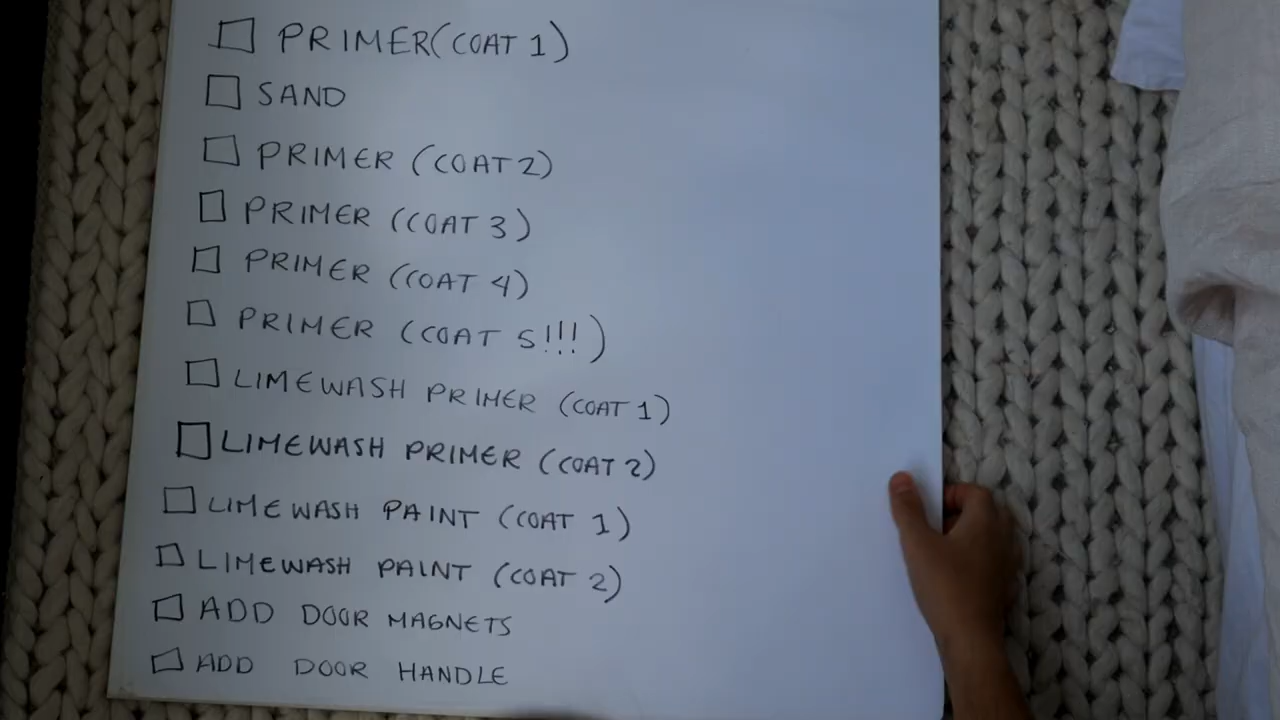 PRIMER (COAT 1)
SAND
PRIMER (COAT 2)
PRIMER (COAT 3)
PRIMER (COAT 4)
PRIMER (COAT 5!!!)
LIMEWASH PRIMER (COAT 1)
LIMEWASH PRIMER (COAT 2)
LIMEWASH PAINT (COAT 1)
LIMEWASH PAINT (COAT 2)
ADD DOOR MAGNETS
ADD DOOR HANDLE